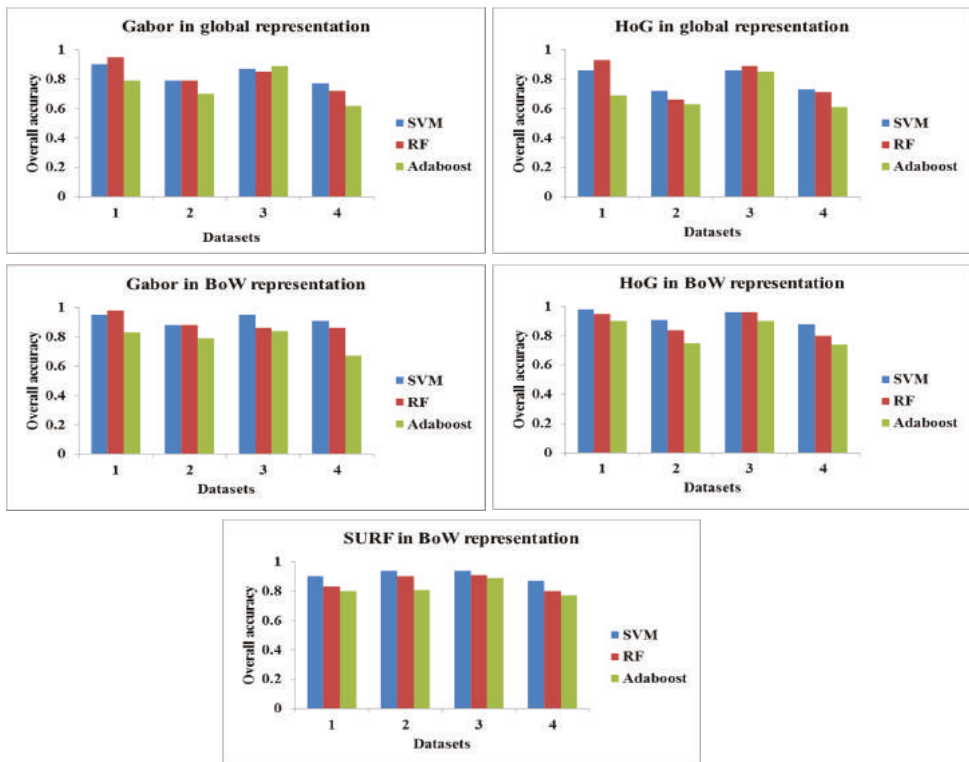 Gabor in global representation
Overall accuracy
1
0.8
0.6
0.4
0.2
0
1 2 3 4
Datasets
SVM
RF
Adaboost
HoG in global representation
Overall accuracy
1
0.8
0.6
0.4
0.2
0
1 2 3 4
Datasets
SVM
RF
Adaboost
Gabor in BoW representation
Overall accuracy
1
0.8
0.6
0.4
0.2
0
1 2 3 4
Datasets
SVM
RF
Adaboost
HoG in BoW representation
Overall accuracy
1
0.8
0.6
0.4
0.2
0
1 2 3 4
Datasets
SVM
RF
Adaboost
SURF in BoW representation
Overall accuracy
1
0.8
0.6
0.4
0.2
0
1 2 3 4
Datasets
SVM
RF
Adaboost